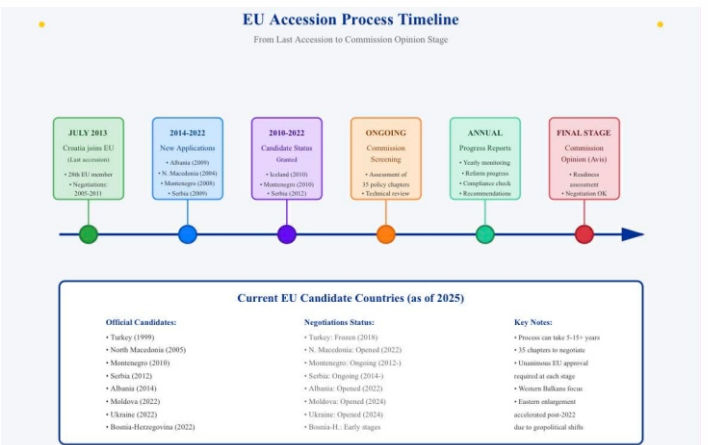 EU Accession Process Timeline
From Last Accession to Commission Opinion Stage
JULY 2013
Croatia joins EU
(Last accession)
• 28th EU member
• Negotiations:
2005-2011
2014-2022
New Applications
• Albania (2009)
• N. Macedonia (2004)
• Montenegro (2008)
• Serbia (2009)
2010-2022
Candidate Status
Granted
• Iceland (2010)
• Montenegro (2010)
• Serbia (2012)
ONGOING
Commission
Screening
• Assessment of
35 policy chapters
• Technical review
ANNUAL
Progress Reports
• Yearly monitoring
• Reform progress
• Compliance check
• Recommendations
FINAL STAGE
Commission
Opinion (Avis)
• Readiness
assessment
• Negotiation OK
Current EU Candidate Countries (as of 2025)
Official Candidates:
• Turkey (1999)
• North Macedonia (2005)
• Montenegro (2010)
• Serbia (2012)
• Albania (2014)
• Moldova (2022)
• Ukraine (2022)
• Bosnia-Herzegovina (2022)
Negotiations Status:
• Turkey: Frozen (2018)
• N. Macedonia: Opened (2022)
• Montenegro: Ongoing (2012-)
• Serbia: Ongoing (2014-)
• Albania: Opened (2022)
• Moldova: Opened (2024)
• Ukraine: Opened (2024)
• Bosnia-H.: Early stages
Key Notes:
• Process can take 5-15+ years
• 35 chapters to negotiate
• Unanimous EU approval
required at each stage
• Western Balkans focus
• Eastern enlargement
accelerated post-2022
due to geopolitical shifts